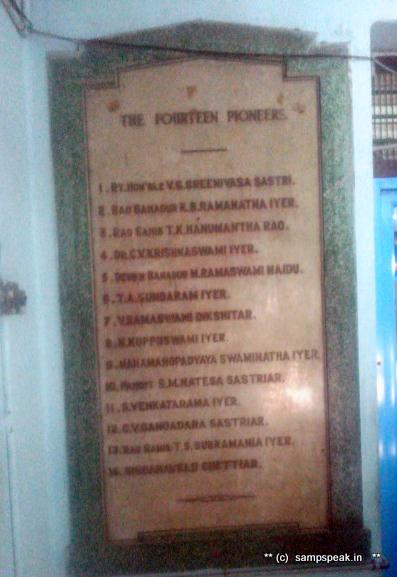 THE FOURTEEN PIONEERS.
1. RT. HON'BLE V.S. SREENIVASA SASTRI.
2. RAO BAHADUR K.B. RAMANATHA IYER.
3. RAO SAHIB T.K. HANUMANTHA RAO.
4. DR. C.V. KRISHNASWAMI IYER.
5. DEWAN BAHADUR M. RAMASWAMI NAIDU.
6. T.A. SUNDARAM IYER.
7. V. RAMASWAMI DIKSHITAR.
8. N. KUPPUSWAMI IYER.
9. MAHAMAHOPADYAYA SWAMINATHA IYER.
10. PANDIT S.M. NATESA SASTRIAR.
11. S. VENKATARAMA IYER.
12. C.V. GANGADARA SASTRIAR.
13. RAO SAHIB T.S. SUBRAMANIA IYER.
14. SINGARAVELU CHETTIAR.
** (c) sampspeak.in **